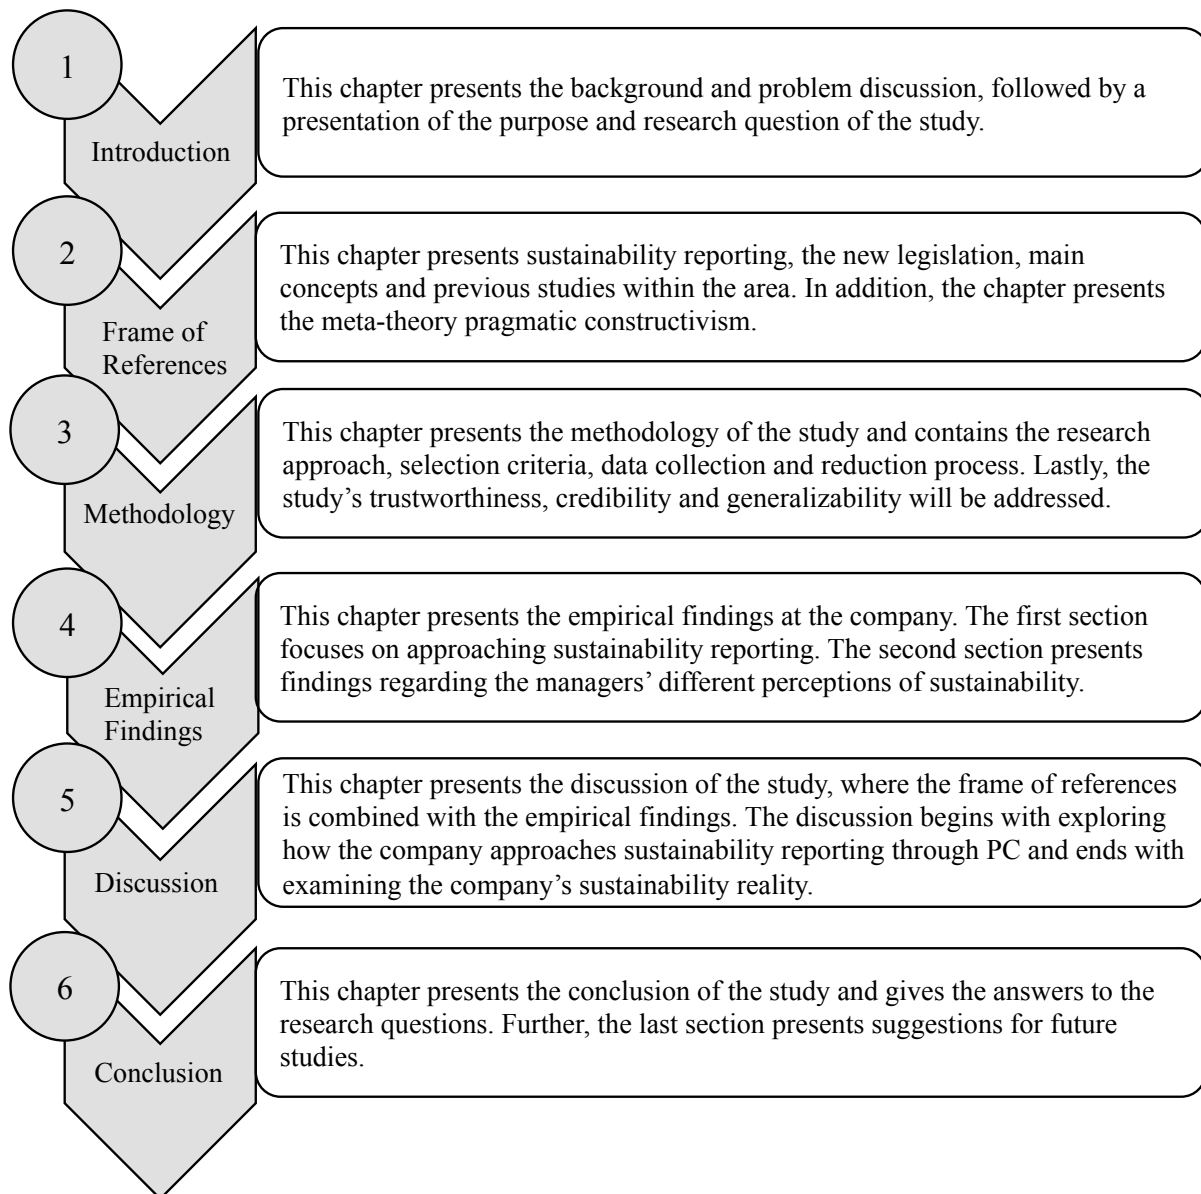 1
Introduction
This chapter presents the background and problem discussion, followed by a
presentation of the purpose and research question of the study.
2
Frame of
References
This chapter presents sustainability reporting, the new legislation, main
concepts and previous studies within the area. In addition, the chapter presents
the meta-theory pragmatic constructivism.
3
Methodology
This chapter presents the methodology of the study and contains the research
approach, selection criteria, data collection and reduction process. Lastly, the
study’s trustworthiness, credibility and generalizability will be addressed.
4
Empirical
Findings
This chapter presents the empirical findings at the company. The first section
focuses on approaching sustainability reporting. The second section presents
findings regarding the managers’ different perceptions of sustainability.
5
Discussion
This chapter presents the discussion of the study, where the frame of references
is combined with the empirical findings. The discussion begins with exploring
how the company approaches sustainability reporting through PC and ends with
examining the company’s sustainability reality.
6
Conclusion
This chapter presents the conclusion of the study and gives the answers to the
research questions. Further, the last section presents suggestions for future
studies.